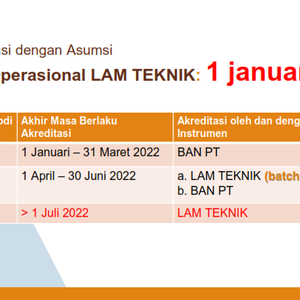 asi dengan Asumsi
perasional LAM TEKNIK: 1 januar
odi Akhir Masa Berlaku Akreditasi oleh dan deng
Akreditasi Instrumen
1 Januari – 31 Maret 2022 BAN PT
1 April – 30 Juni 2022 a. LAM TEKNIK (batch
b. BAN PT
> 1 Juli 2022 LAM TEKNIK